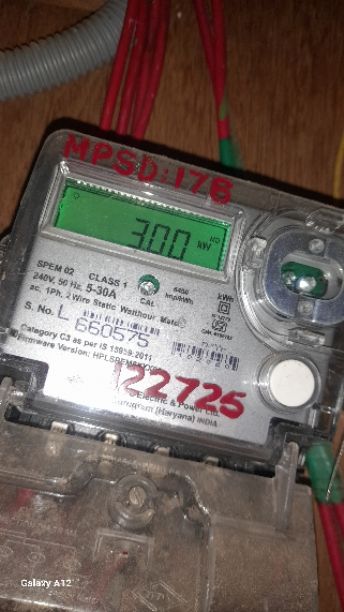 MPSD:178
3.00 kW MD
SPEM 02 CLASS 1
240V, 50 Hz, 5-30A
CAL
6400 imp/kWh
kWh
ac, 1Ph, 2 Wire Static Watthour Meter
S. No. L 660575
Category C3 as per IS 13959:2011
Firmware Version:
122725
Electric & Power Ltd.
(Haryana) INDIA
Galaxy A12